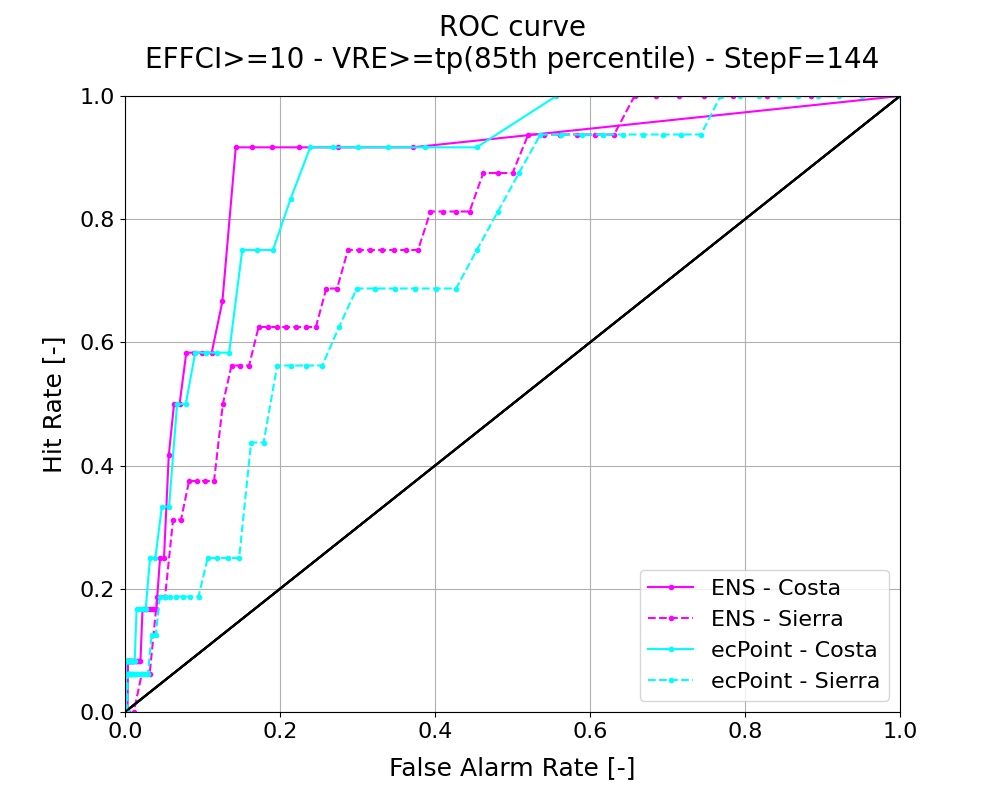 ROC curve
EFFCI>=10 - VRE>=tp(85th percentile) - StepF=144
1.0
0.8
0.6
0.4
0.2
0.0
Hit Rate [-]
0.0 0.2 0.4 0.6 0.8 1.0
False Alarm Rate [-]
ENS - Costa
ENS - Sierra
ecPoint - Costa
ecPoint - Sierra